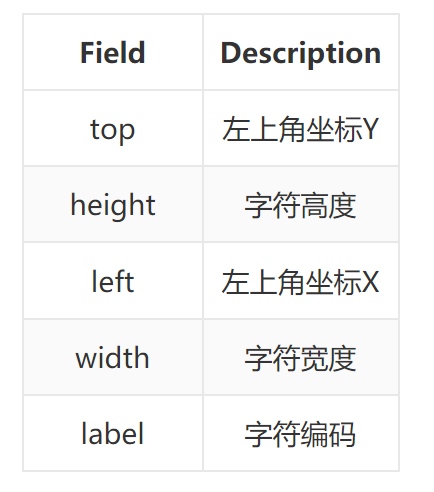 Field Description
top 左上角坐标Y
height 字符高度
left 左上角坐标X
width 字符宽度
label 字符编码